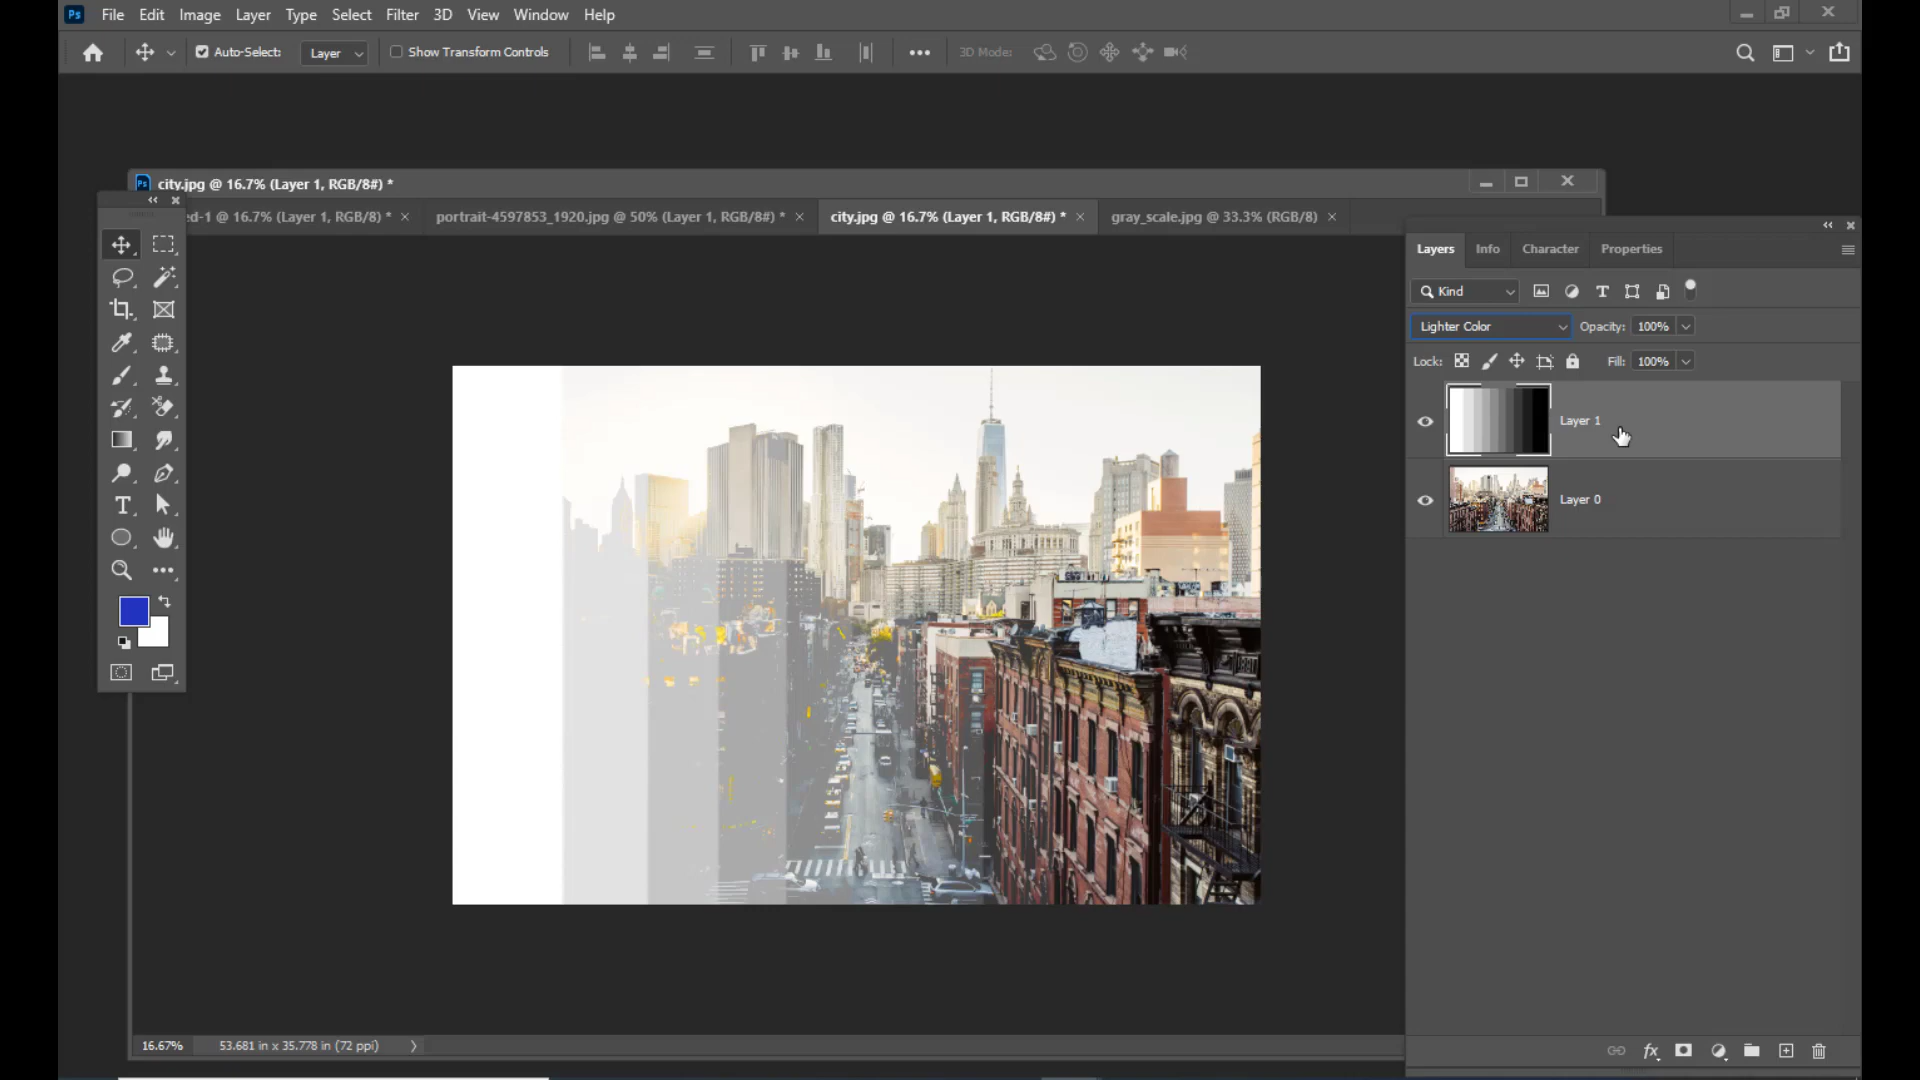 Ps File Edit Image Layer Type Select Filter 3D View Window Help
Auto-Select: Layer Show Transform Controls 3D Mode:
Ps city.jpg @ 16.7% (Layer 1, RGB/8#) *
ed-1 @ 16.7% (Layer 1, RGB/8) * × portrait-4597853_1920.jpg @ 50% (Layer 1, RGB/8#) * × city.jpg @ 16.7% (Layer 1, RGB/8#) * × gray_scale.jpg @ 33.3% (RGB/8) ×
Layers Info Character Properties
Kind
Lighter Color Opacity: 100%
Lock: Fill: 100%
Layer 1
Layer 0
16.67% 53.681 in x 35.778 in (72 ppi)